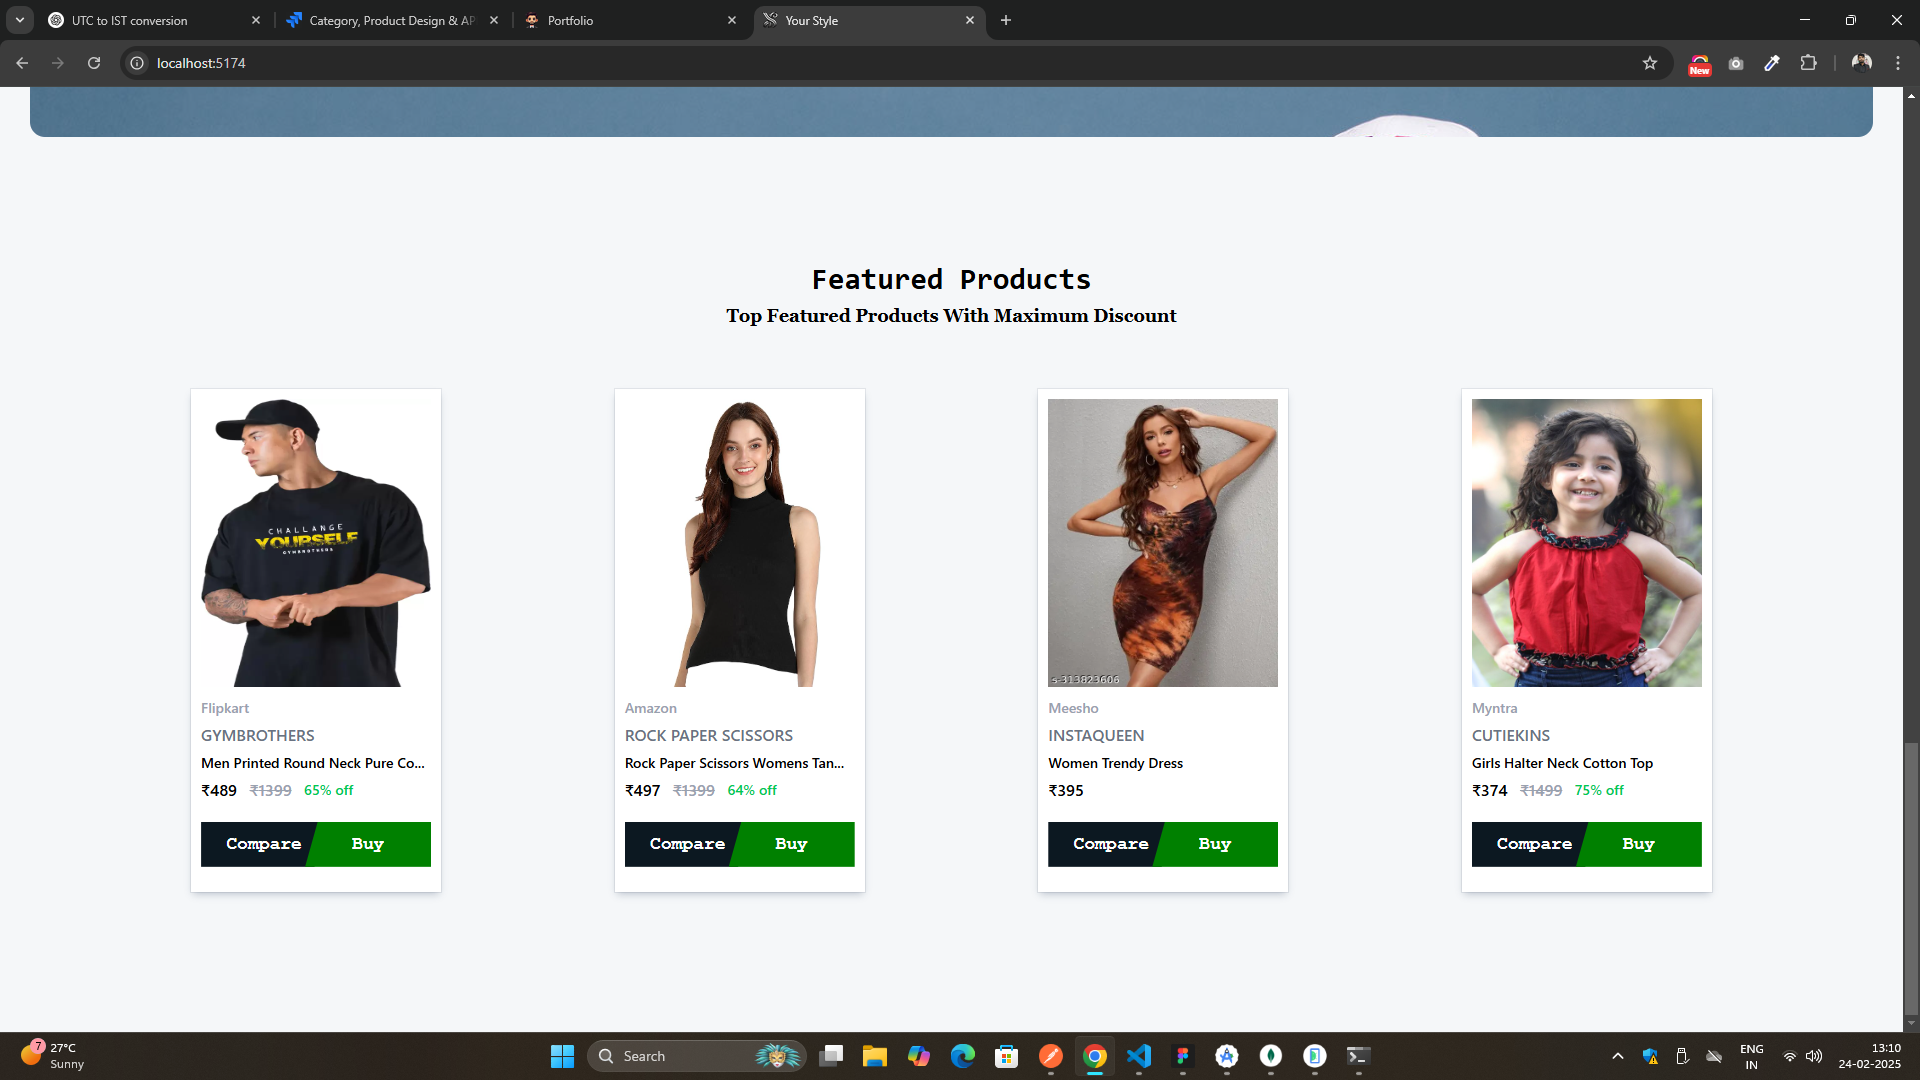 UTC to IST conversion
Category, Product Design & AP
Portfolio
Your Style
localhost:5174
New
Featured Products
Top Featured Products With Maximum Discount
CHALLANGE
YOURSELF
GYMBROTHERS
s-313823606
Flipkart
GYMBROTHERS
Men Printed Round Neck Pure Co...
₹489 ₹1399 65% off
Compare Buy
Amazon
ROCK PAPER SCISSORS
Rock Paper Scissors Womens Tan...
₹497 ₹1399 64% off
Compare Buy
Meesho
INSTAQUEEN
Women Trendy Dress
₹395
Compare Buy
Myntra
CUTIEKINS
Girls Halter Neck Cotton Top
₹374 ₹1499 75% off
Compare Buy
7
27°C
Sunny
Search
ENG
IN
13:10
24-02-2025